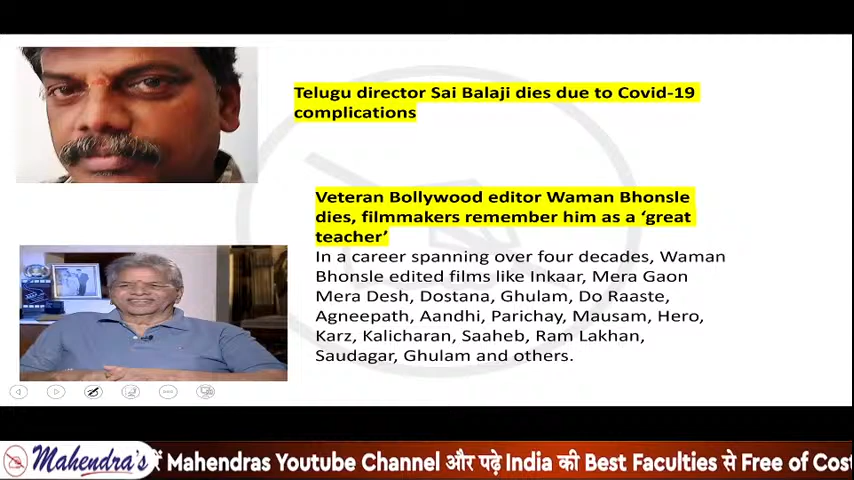 Telugu director Sai Balaji dies due to Covid-19
complications
Veteran Bollywood editor Waman Bhonsle
dies, filmmakers remember him as a ‘great
teacher’
In a career spanning over four decades, Waman
Bhonsle edited films like Inkaar, Mera Gaon
Mera Desh, Dostana, Ghulam, Do Raaste,
Agneepath, Aandhi, Parichay, Mausam, Hero,
Karz, Kalicharan, Saaheb, Ram Lakhan,
Saudagar, Ghulam and others.
Mahendra's में Mahendras Youtube Channel और पढ़े India की Best Faculties से Free of Cost